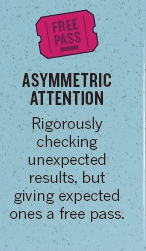 FREE
PASS
ASYMMETRIC
ATTENTION
Rigorously
checking
unexpected
results, but
giving expected
ones a free pass.